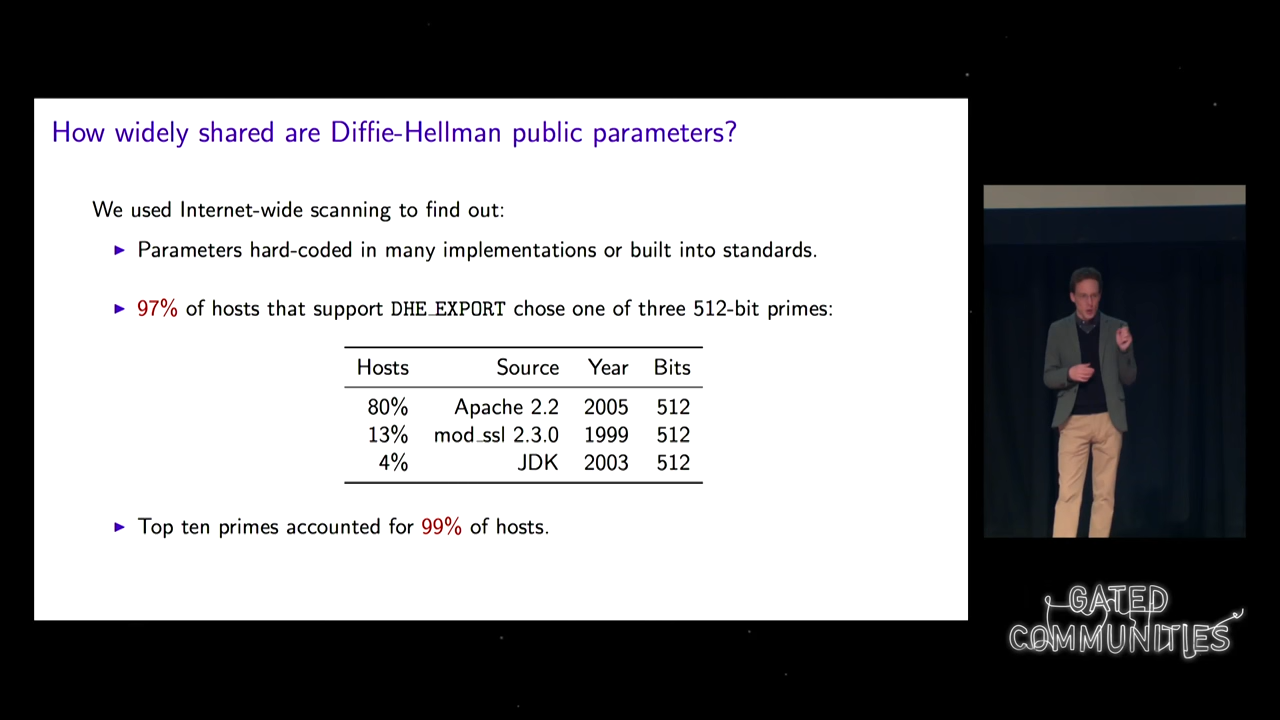 How widely shared are Diffie-Hellman public parameters?
We used Internet-wide scanning to find out:
▶ Parameters hard-coded in many implementations or built into standards.
▶ 97% of hosts that support DHE_EXPORT chose one of three 512-bit primes:
Hosts Source Year Bits
80% Apache 2.2 2005 512
13% mod_ssl 2.3.0 1999 512
4% JDK 2003 512
▶ Top ten primes accounted for 99% of hosts.
GATED
COMMUNITIES